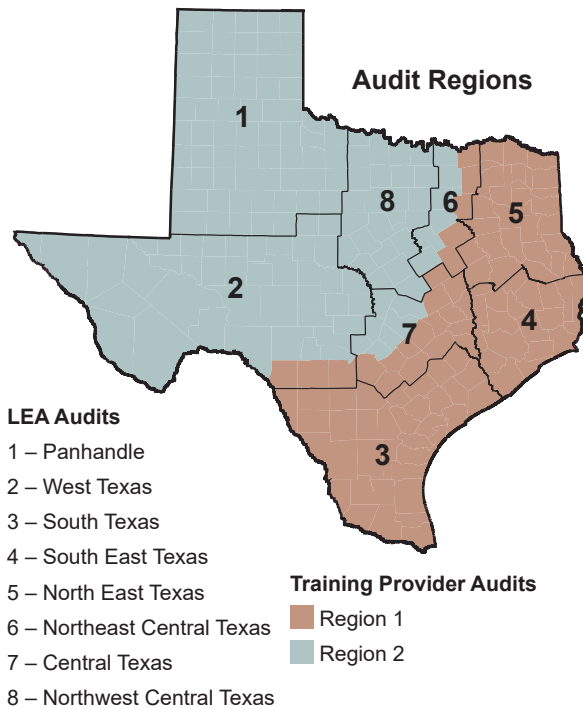 Audit Regions
1
8
6
5
2
4
7
3
LEA Audits
1 – Panhandle
2 – West Texas
3 – South Texas
4 – South East Texas
5 – North East Texas
6 – Northeast Central Texas
7 – Central Texas
8 – Northwest Central Texas
Training Provider Audits
Region 1
Region 2